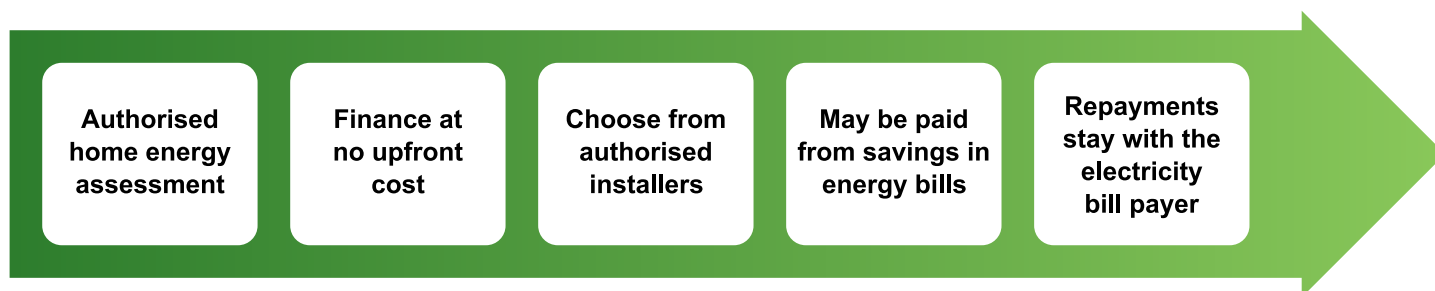 Authorised
home energy
assessment
Finance at
no upfront
cost
Choose from
authorised
installers
May be paid
from savings in
energy bills
Repayments
stay with the
electricity
bill payer